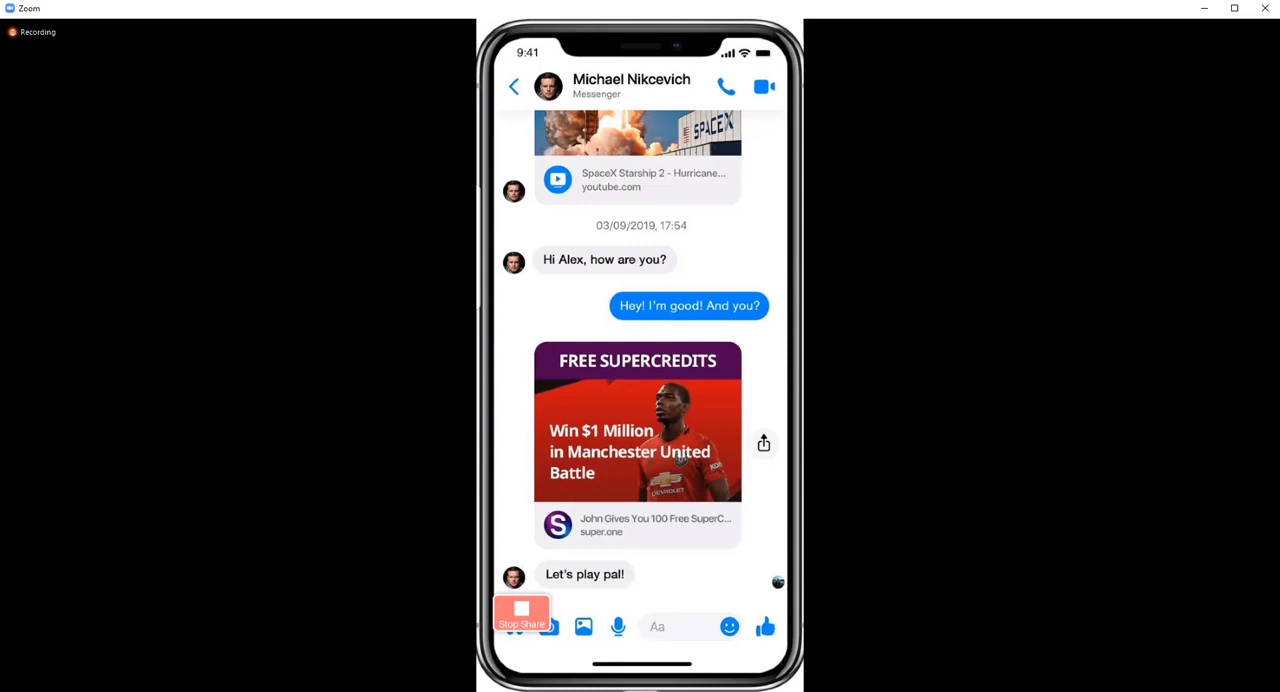 Zoom
Recording
9:41
Michael Nikcevich
Messenger
SPACEX
SpaceX Starship 2 - Hurricane...
youtube.com
03/09/2019, 17:54
Hi Alex, how are you?
Hey! I'm good! And you?
FREE SUPERCREDITS
Win $1 Million
in Manchester United
Battle
CHEVROLET
S
John Gives You 100 Free SuperC...
super.one
Let's play pal!
Stop Share
Aa